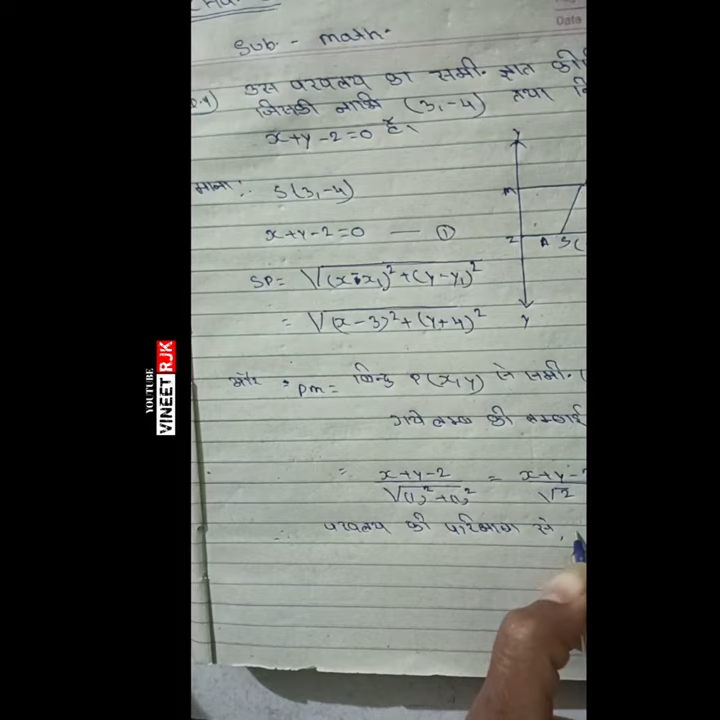 Data
Sub. - math.
उस परवलय का समी. ज्ञात
जिसकी नाभि (3, -4) तथा
x+y-2=0 है।
माना: S(3,-4)
x+y-2=0 — ①
SP= √(x-x₁)²+(y-y₁)²
= √(x-3)²+(y+4)²
और PM= बिन्दु P(x,y) से समी.
गये लम्ब की लम्बाई
= x+y-2/√(1)²+(1)² = x+y-2/√2
∴ परवलय की परिभाषा से,
y
M
Z A S(
y
YOUTUBE
VINEET RJK